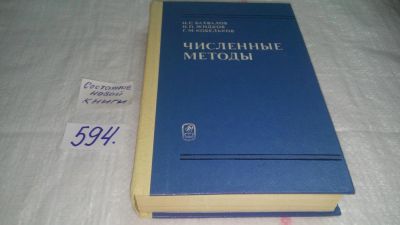 Н.С. БАХВАЛОВ
Н.П. ЖИДКОВ
Г.М. КОБЕЛЬКОВ
ЧИСЛЕННЫЕ
МЕТОДЫ
Состояние
новой
книги
594.